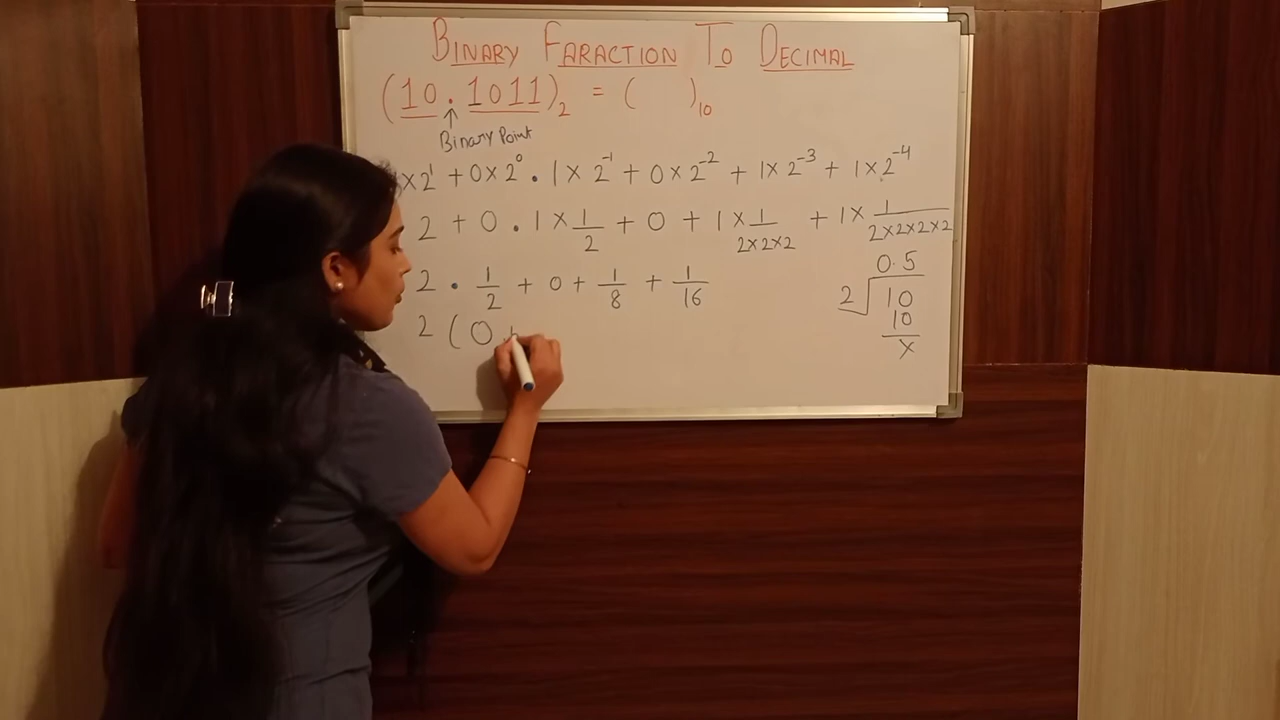 BINARY FARACTION TO DECIMAL
(10.1011)₂ = (     )₁₀
↑
Binary Point
×2¹ + 0×2⁰ . 1×2⁻¹ + 0×2⁻² + 1×2⁻³ + 1×2⁻⁴
2 + 0 . 1×1/2 + 0 + 1×1/2×2×2 + 1×1/2×2×2×2
2 . 1/2 + 0 + 1/8 + 1/16
2 ( 0.
0.5
2 10
10
x